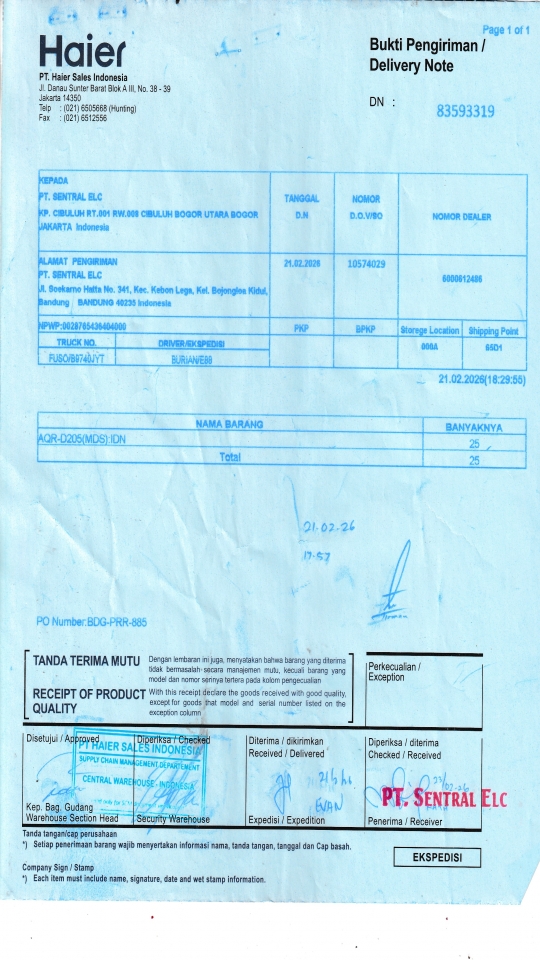 Page 1 of 1
Haier
Bukti Pengiriman /
Delivery Note
PT. Haier Sales Indonesia
Jl. Danau Sunter Barat Blok A III, No. 38 - 39
Jakarta 14350
Telp : (021) 6505668 (Hunting)
Fax : (021) 6512556
DN : 83593319
KEPADA
PT. SENTRAL ELC
KP. CIBULUH RT.001 RW.008 CIBULUH BOGOR UTARA BOGOR
JAKARTA Indonesia
TANGGAL D.N
NOMOR D.O.V/SO
NOMOR DEALER
ALAMAT PENGIRIMAN
PT. SENTRAL ELC
Jl. Soekarno Hatta No. 341, Kec. Kebon Lega, Kel. Bojongloa Kidul,
Bandung BANDUNG 40235 Indonesia
21.02.2026
10574029
6000612486
NPWP:0028765436404000
PKP
BPKP
Storege Location
Shipping Point
TRUCK NO.
DRIVER/EKSPEDISI
000A
65D1
FUSO/B9740JYT
BURIAN/EBB
21.02.2026(18:29:55)
NAMA BARANG BANYAKNYA
AQR-D205(MDS):IDN 25
Total 25
21.02.26
17.57
PO Number:BDG-PRR-885
TANDA TERIMA MUTU
Dengan lembaran ini juga, menyatakan bahwa barang yang diterima
tidak bermasalah secara manajemen mutu, kecuali barang yang
model dan nomor serinya tertera pada kolom pengecualian
RECEIPT OF PRODUCT
QUALITY
With this receipt declare the goods received with good quality,
except for goods that model and serial number listed on the
exception column
Perkecualian /
Exception
Disetujui / Approved
Diperiksa / Checked
Diterima / dikirimkan
Received / Delivered
Diperiksa / diterima
Checked / Received
PT HAIER SALES INDONESIA
SUPPLY CHAIN MANAGEMENT DEPARTEMENT
CENTRAL WAREHOUSE - INDONESIA
EVAN
PT. SENTRAL ELC
Kep. Bag. Gudang
Warehouse Section Head
Security Warehouse
Expedisi / Expedition
Penerima / Receiver
Tanda tangan/cap perusahaan
*) Setiap penerimaan barang wajib menyertakan informasi nama, tanda tangan, tanggal dan Cap basah.
EKSPEDISI
Company Sign / Stamp
*) Each item must include name, signature, date and wet stamp information.